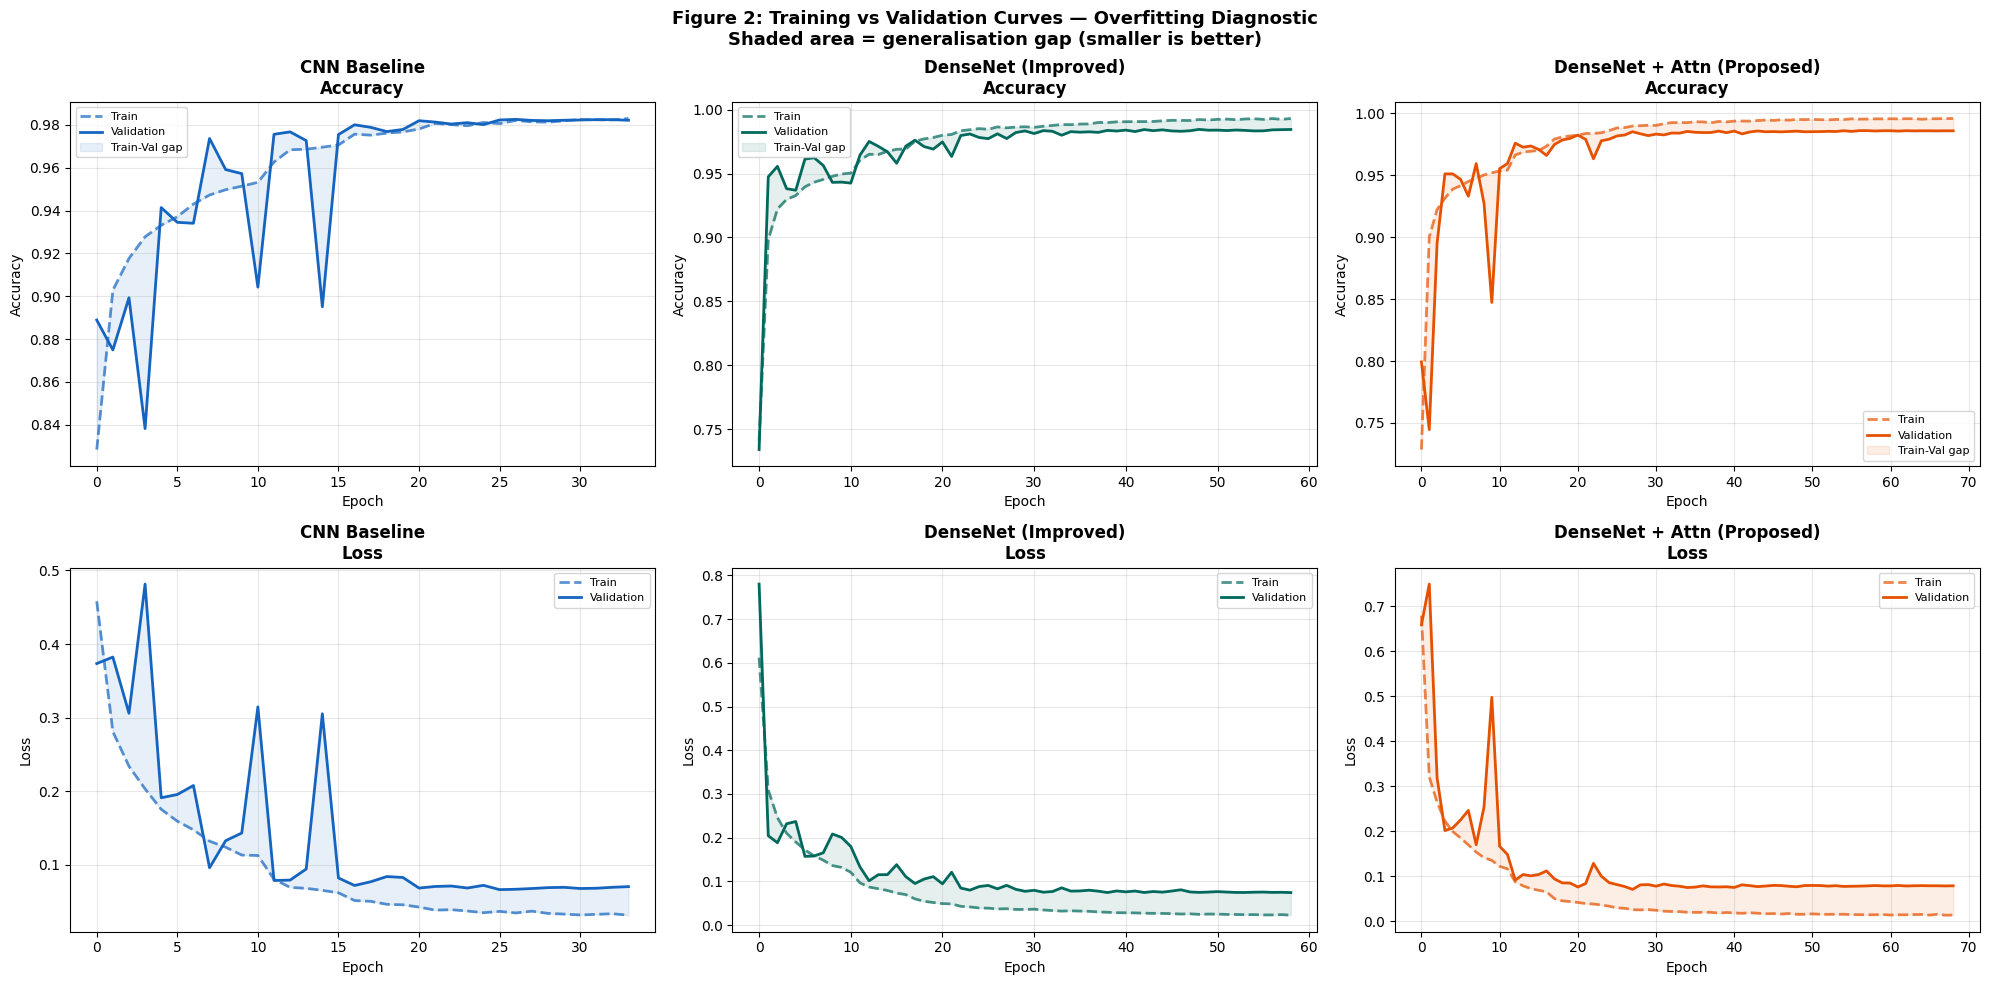 Figure 2: Training vs Validation Curves — Overfitting Diagnostic
Shaded area = generalisation gap (smaller is better)
CNN Baseline
Accuracy
Train
Validation
Train-Val gap
Accuracy
0.98
0.96
0.94
0.92
0.90
0.88
0.86
0.84
0 5 10 15 20 25 30
Epoch
DenseNet (Improved)
Accuracy
Train
Validation
Train-Val gap
Accuracy
1.00
0.95
0.90
0.85
0.80
0.75
0 10 20 30 40 50 60
Epoch
DenseNet + Attn (Proposed)
Accuracy
Train
Validation
Train-Val gap
Accuracy
1.00
0.95
0.90
0.85
0.80
0.75
0 10 20 30 40 50 60 70
Epoch
CNN Baseline
Loss
Train
Validation
Loss
0.5
0.4
0.3
0.2
0.1
0 5 10 15 20 25 30
Epoch
DenseNet (Improved)
Loss
Train
Validation
Loss
0.8
0.7
0.6
0.5
0.4
0.3
0.2
0.1
0.0
0 10 20 30 40 50 60
Epoch
DenseNet + Attn (Proposed)
Loss
Train
Validation
Loss
0.7
0.6
0.5
0.4
0.3
0.2
0.1
0.0
0 10 20 30 40 50 60 70
Epoch